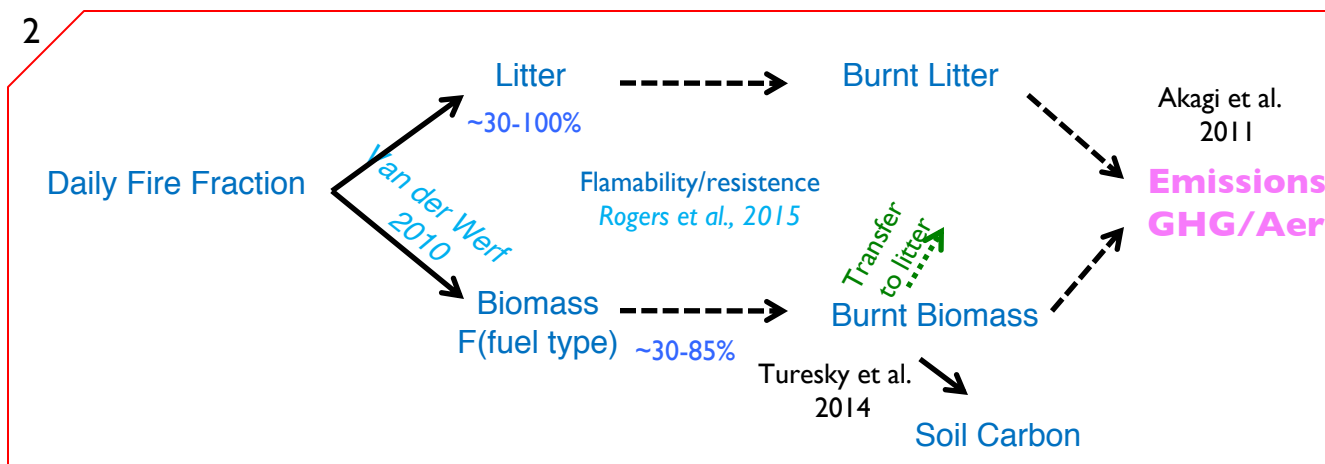 2
Litter
Burnt Litter
~30-100%
Akagi et al.
2011
Daily Fire Fraction
Van der Werf
2010
Flamability/resistence
Rogers et al., 2015
Transfer
to litter
Emissions
GHG/Aer
Biomass
F(fuel type)
~30-85%
Burnt Biomass
Turesky et al.
2014
Soil Carbon